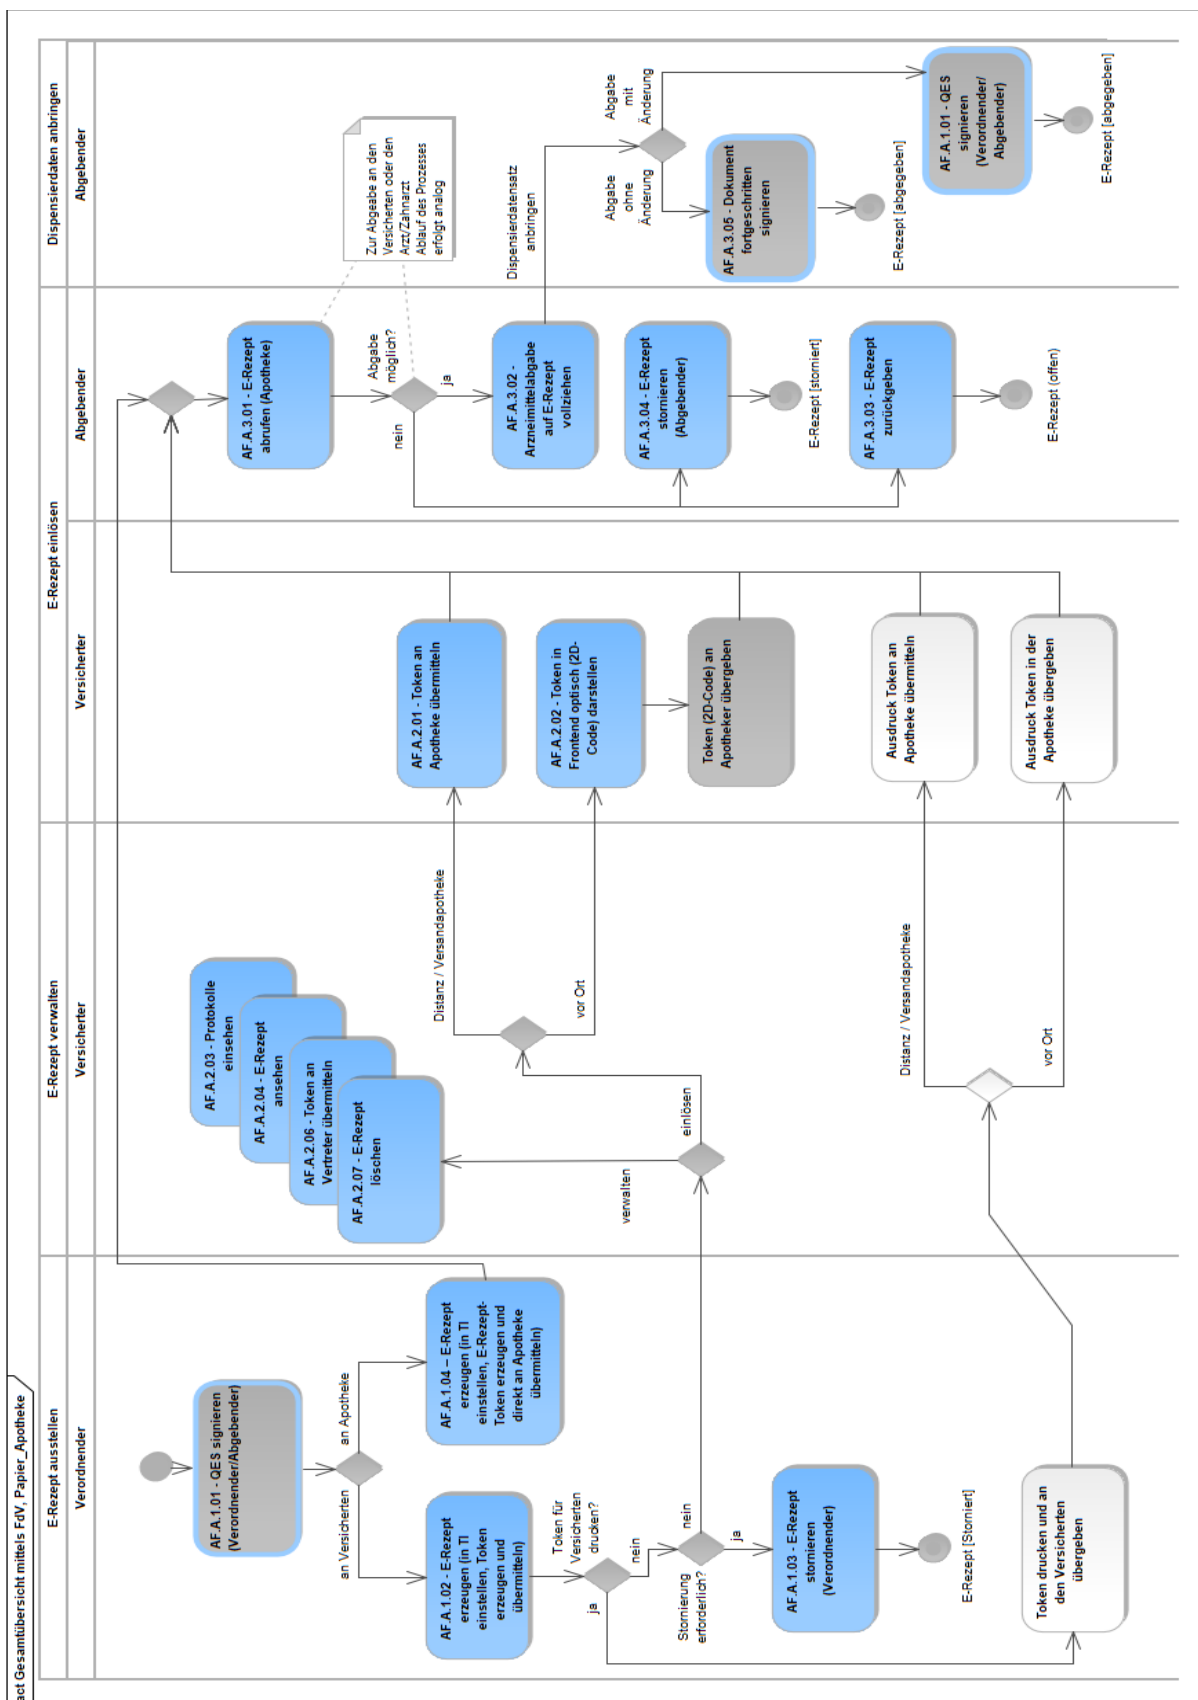 act Gesamtübersicht mittels FdV, Papier_Apotheke
E-Rezept ausstellen
Verordnender
AF.A.1.01 - QES signieren
(Verordnender/Abgebender)
an Versicherten
an Apotheke
AF.A.1.02 - E-Rezept
erzeugen (in TI
einstellen, Token
erzeugen und
übermitteln)
AF.A.1.04 – E-Rezept
erzeugen (in TI
einstellen, E-Rezept-
Token erzeugen und
direkt an Apotheke
übermitteln)
Token für
Versicherten
drucken?
ja
nein
Stornierung
erforderlich?
nein
ja
AF.A.1.03 - E-Rezept
stornieren
(Verordnender)
E-Rezept [Storniert]
Token drucken und an
den Versicherten
übergeben
E-Rezept verwalten
Versicherter
AF.A.2.03 - Protokolle
einsehen
AF.A.2.04 - E-Rezept
ansehen
AF.A.2.06 - Token an
Vertreter übermitteln
AF.A.2.07 - E-Rezept
löschen
verwalten
einlösen
Distanz / Versandapotheke
vor Ort
Distanz / Versandapotheke
vor Ort
E-Rezept einlösen
Versicherter
AF.A.2.01 - Token an
Apotheke übermitteln
AF.A.2.02 - Token in
Frontend optisch (2D-
Code) darstellen
Token (2D-Code) an
Apotheker übergeben
Ausdruck Token an
Apotheke übermitteln
Ausdruck Token in der
Apotheke übergeben
Abgebender
AF.A.3.01 - E-Rezept
abrufen (Apotheke)
Abgabe
möglich?
nein
ja
AF.A.3.02 -
Arzneimittelabgabe
auf E-Rezept
vollziehen
AF.A.3.04 - E-Rezept
stornieren
(Abgebender)
E-Rezept [storniert]
AF.A.3.03 - E-Rezept
zurückgeben
E-Rezept (offen)
Dispensierdaten anbringen
Abgebender
Zur Abgeabe an den
Versicherten oder den
Arzt/Zahnarzt
Ablauf des Prozesses
erfolgt analog
Dispensierdatensatz
anbringen
Abgabe
ohne
Änderung
Abgabe
mit
Änderung
AF.A.3.05 - Dokument
fortgeschritten
signieren
E-Rezept [abgegeben]
AF.A.1.01 - QES
signieren
(Verordnender/
Abgebender)
E-Rezept [abgegeben]